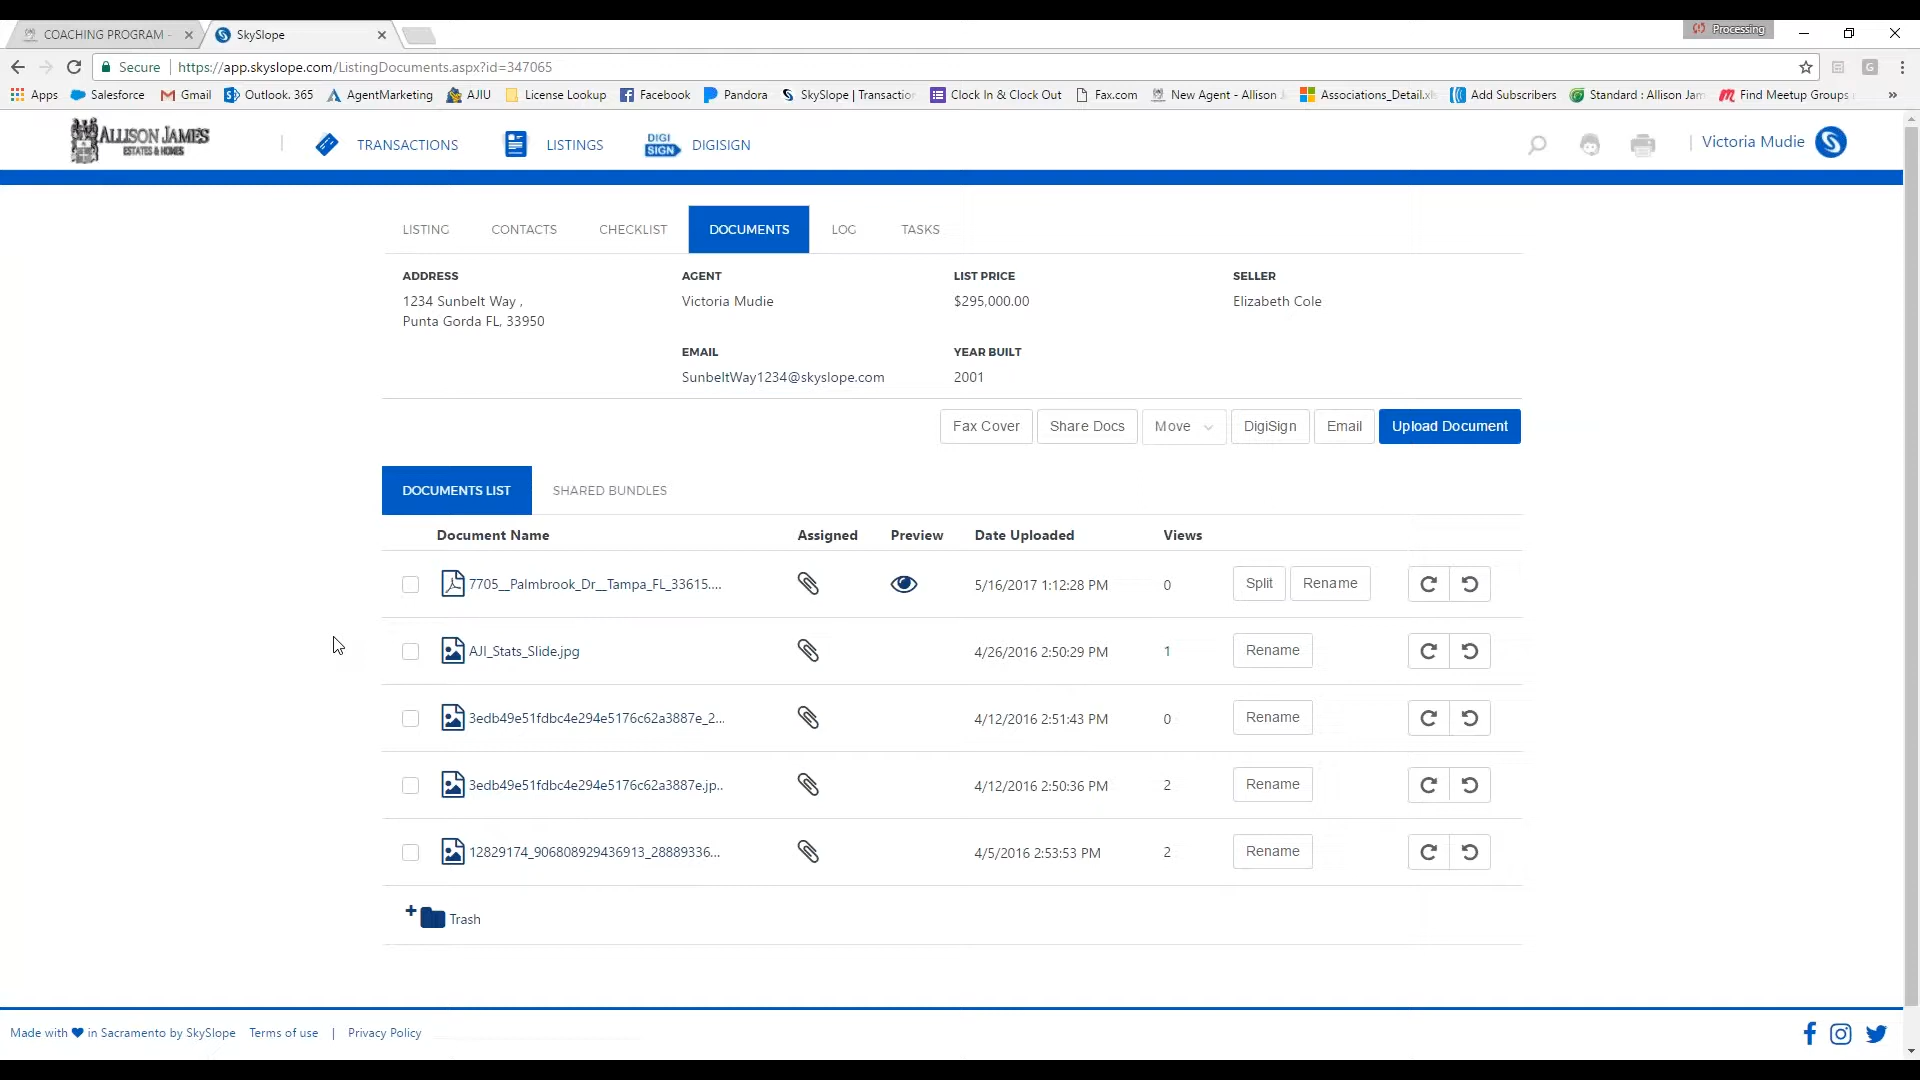 COACHING PROGRAM -
SkySlope
Processing
Secure
https://app.skyslope.com/ListingDocuments.aspx?id=347065
Apps
Salesforce
Gmail
Outlook. 365
AgentMarketing
AJIU
License Lookup
Facebook
Pandora
SkySlope | Transaction
Clock In & Clock Out
Fax.com
New Agent - Allison J
Associations_Detail.xls
Add Subscribers
Standard : Allison Jam
Find Meetup Groups
»
ALLISON JAMES
ESTATES & HOMES
TRANSACTIONS
LISTINGS
DIGI
SIGN
DIGISIGN
Victoria Mudie
LISTING
CONTACTS
CHECKLIST
DOCUMENTS
LOG
TASKS
ADDRESS
1234 Sunbelt Way ,
Punta Gorda FL, 33950
AGENT
Victoria Mudie
LIST PRICE
$295,000.00
SELLER
Elizabeth Cole
EMAIL
SunbeltWay1234@skyslope.com
YEAR BUILT
2001
Fax Cover
Share Docs
Move
DigiSign
Email
Upload Document
DOCUMENTS LIST
SHARED BUNDLES
Document Name Assigned Preview Date Uploaded Views
7705__Palmbrook_Dr__Tampa_FL_33615.... 5/16/2017 1:12:28 PM 0 Split Rename
AJI_Stats_Slide.jpg 4/26/2016 2:50:29 PM 1 Rename
3edb49e51fdbc4e294e5176c62a3887e_2... 4/12/2016 2:51:43 PM 0 Rename
3edb49e51fdbc4e294e5176c62a3887e.jp.. 4/12/2016 2:50:36 PM 2 Rename
12829174_906808929436913_28889336... 4/5/2016 2:53:53 PM 2 Rename
Trash
Made with in Sacramento by SkySlope Terms of use | Privacy Policy